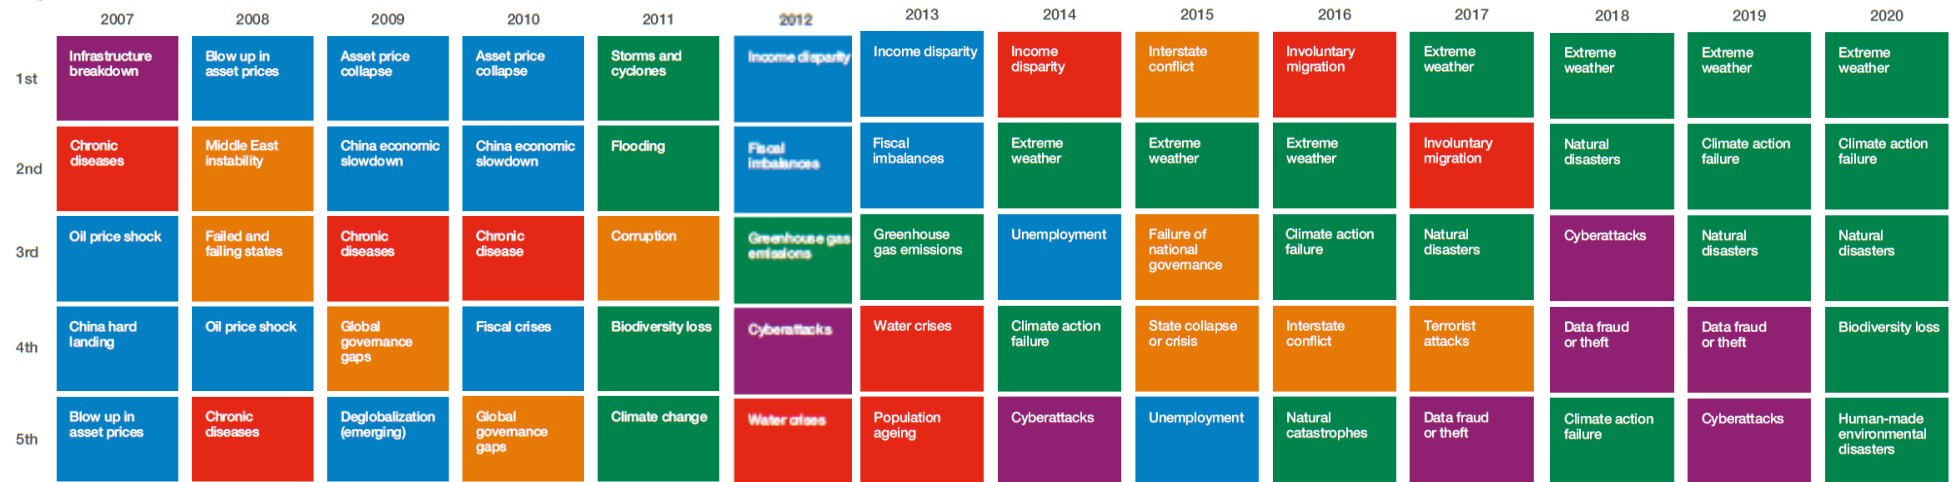 2007 2008 2009 2010 2011 2012 2013 2014 2015 2016 2017 2018 2019 2020
1st
Infrastructure
breakdown
Blow up in
asset prices
Asset price
collapse
Asset price
collapse
Storms and
cyclones
Income disparity
Income disparity
Income
disparity
Interstate
conflict
Involuntary
migration
Extreme
weather
Extreme
weather
Extreme
weather
Extreme
weather
2nd
Chronic
diseases
Middle East
instability
China economic
slowdown
China economic
slowdown
Flooding
Fiscal
imbalances
Fiscal
imbalances
Extreme
weather
Extreme
weather
Extreme
weather
Involuntary
migration
Natural
disasters
Climate action
failure
Climate action
failure
3rd
Oil price shock
Failed and
failing states
Chronic
diseases
Chronic
disease
Corruption
Greenhouse gas
emissions
Greenhouse
gas emissions
Unemployment
Failure of
national
governance
Climate action
failure
Natural
disasters
Cyberattacks
Natural
disasters
Natural
disasters
4th
China hard
landing
Oil price shock
Global
governance
gaps
Fiscal crises
Biodiversity loss
Cyberattacks
Water crises
Climate action
failure
State collapse
or crisis
Interstate
conflict
Terrorist
attacks
Data fraud
or theft
Data fraud
or theft
Biodiversity loss
5th
Blow up in
asset prices
Chronic
diseases
Deglobalization
(emerging)
Global
governance
gaps
Climate change
Water crises
Population
ageing
Cyberattacks
Unemployment
Natural
catastrophes
Data fraud
or theft
Climate action
failure
Cyberattacks
Human-made
environmental
disasters